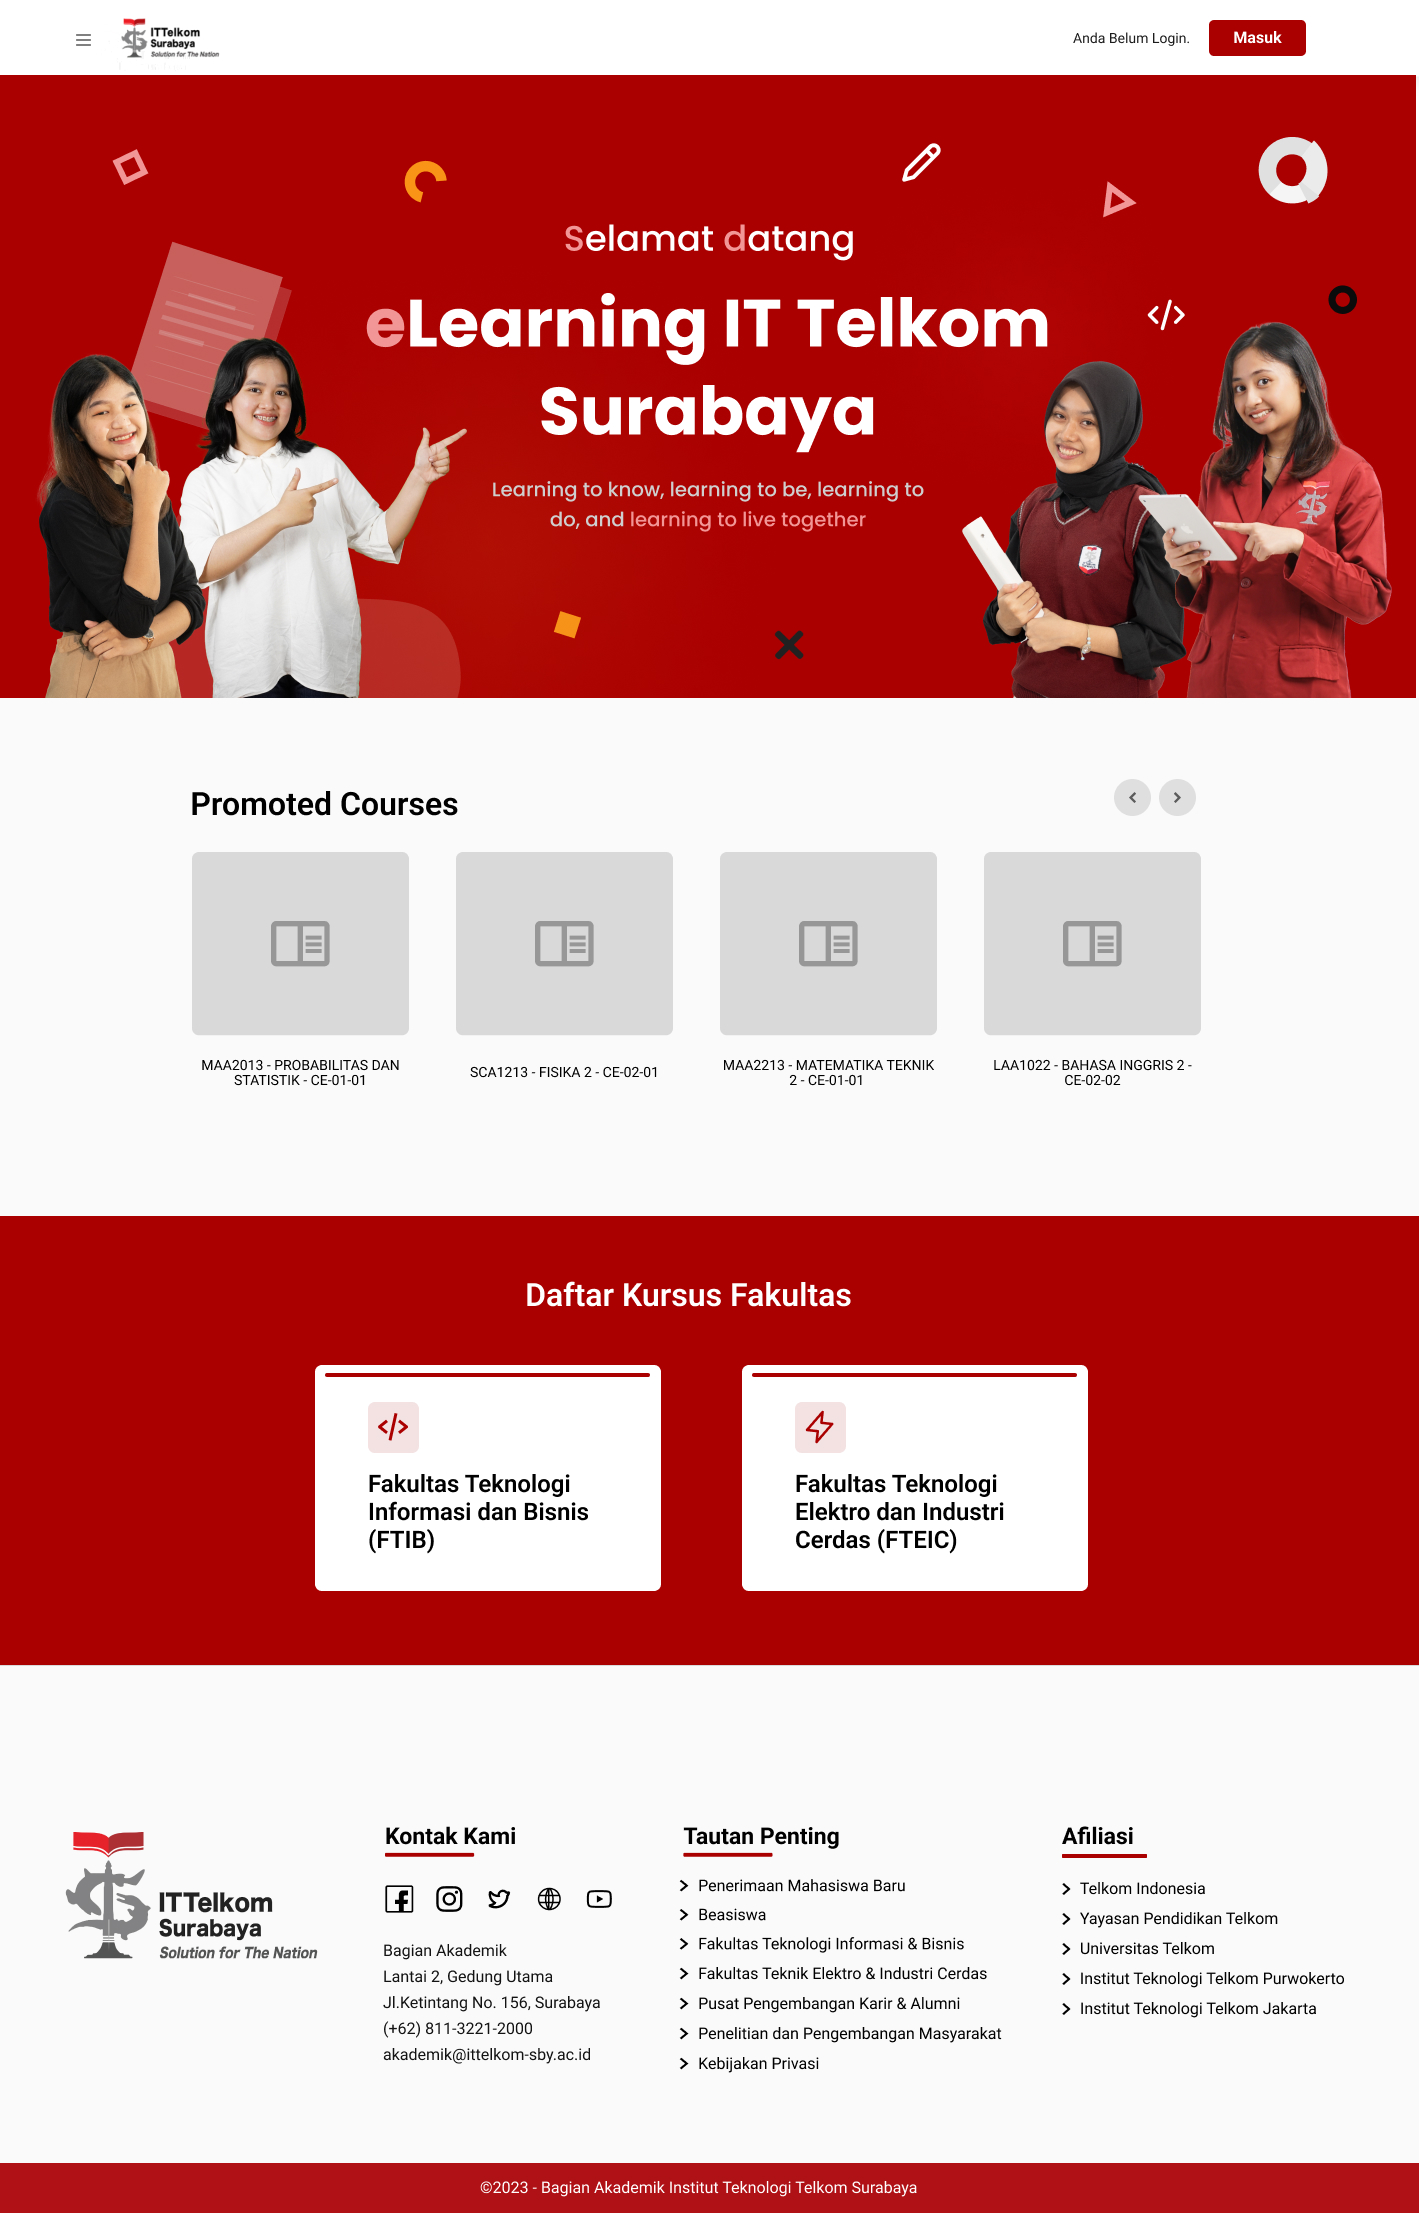 ITTelkom
Surabaya
Solution for The Nation
Anda Belum Login.
Masuk
Selamat datang
eLearning IT Telkom
Surabaya
Learning to know, learning to be, learning to
do, and learning to live together
Promoted Courses
MAA2013 - PROBABILITAS DAN
STATISTIK - CE-01-01
SCA1213 - FISIKA 2 - CE-02-01
MAA2213 - MATEMATIKA TEKNIK
2 - CE-01-01
LAA1022 - BAHASA INGGRIS 2 -
CE-02-02
Daftar Kursus Fakultas
Fakultas Teknologi
Informasi dan Bisnis
(FTIB)
Fakultas Teknologi
Elektro dan Industri
Cerdas (FTEIC)
ITTelkom
Surabaya
Solution for The Nation
Kontak Kami
Bagian Akademik
Lantai 2, Gedung Utama
Jl.Ketintang No. 156, Surabaya
(+62) 811-3221-2000
akademik@ittelkom-sby.ac.id
Tautan Penting
Penerimaan Mahasiswa Baru
Beasiswa
Fakultas Teknologi Informasi & Bisnis
Fakultas Teknik Elektro & Industri Cerdas
Pusat Pengembangan Karir & Alumni
Penelitian dan Pengembangan Masyarakat
Kebijakan Privasi
Afiliasi
Telkom Indonesia
Yayasan Pendidikan Telkom
Universitas Telkom
Institut Teknologi Telkom Purwokerto
Institut Teknologi Telkom Jakarta
©2023 - Bagian Akademik Institut Teknologi Telkom Surabaya